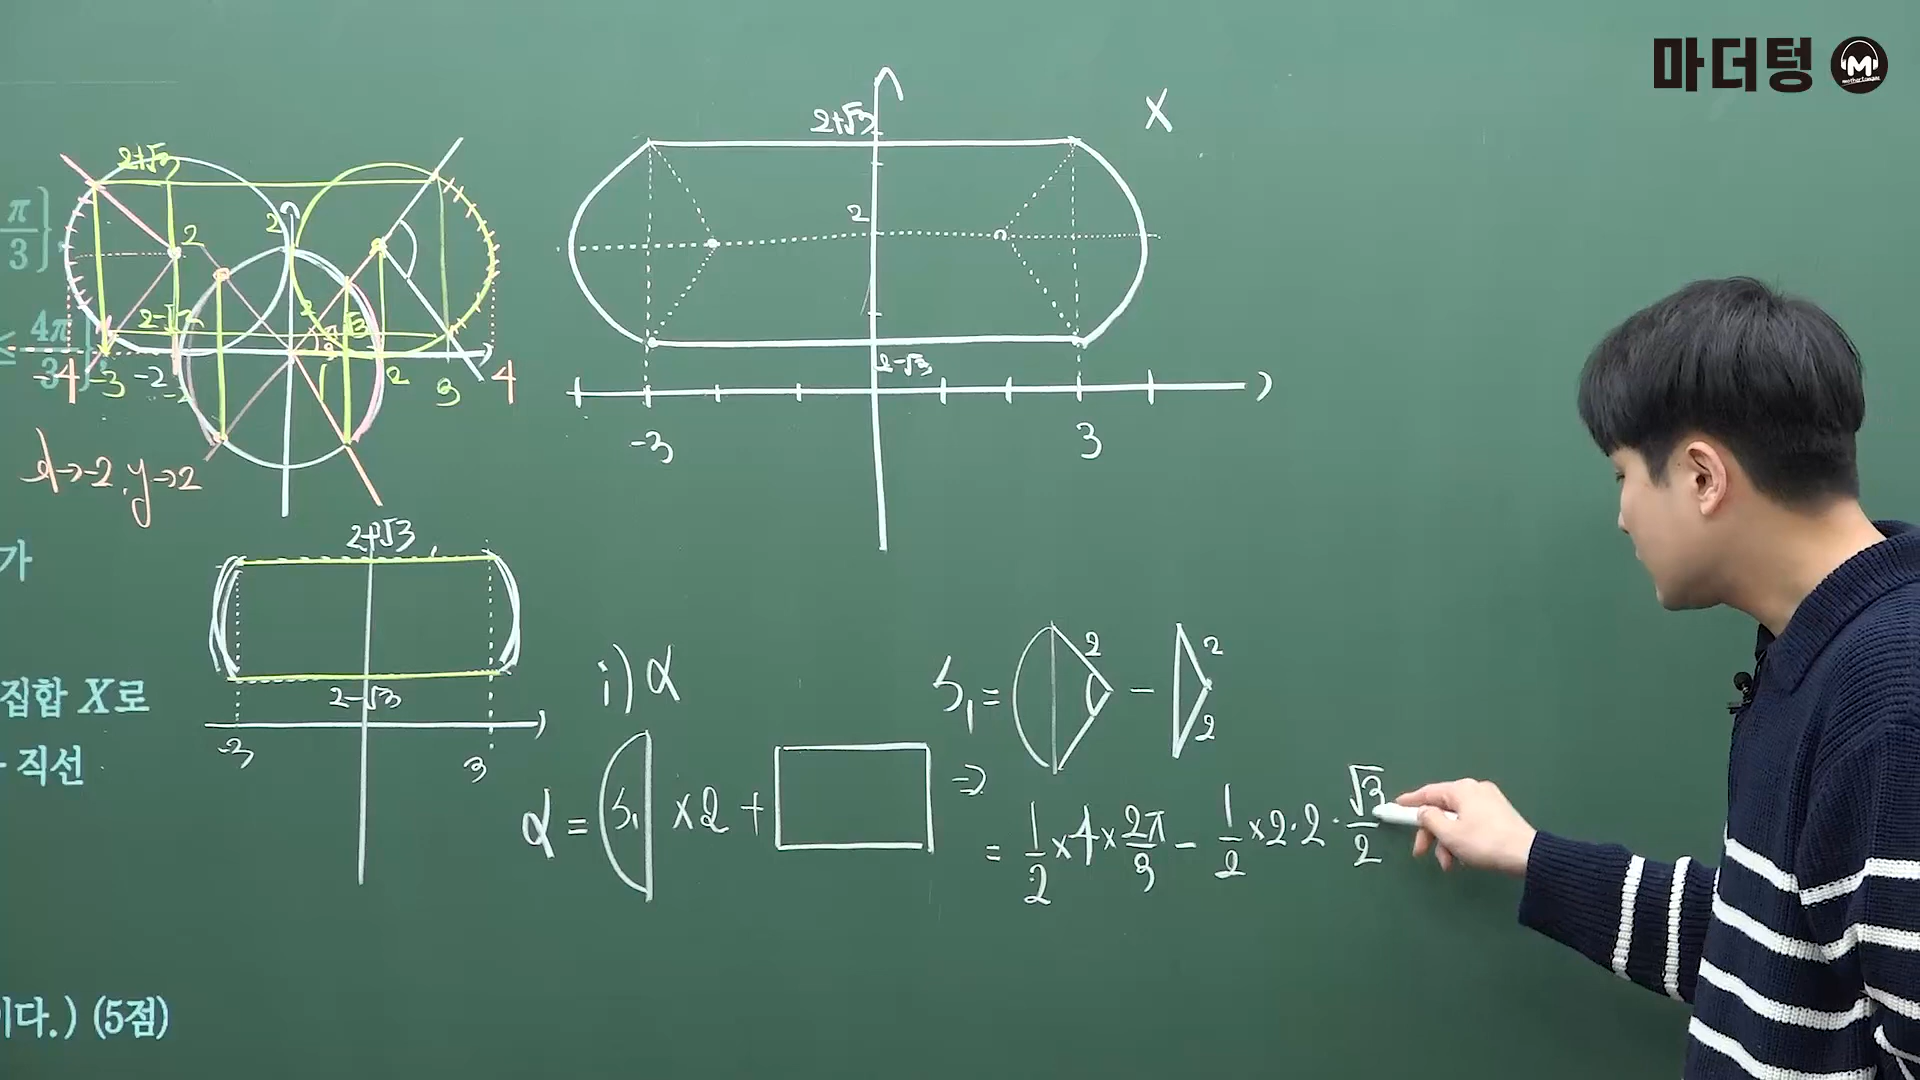 마더텅
M
X
2+√3
2
2-√3
-3 3
2+√3
2 2
2-√3
-4 -3 -2 2 3 4
x→-2, y→2
π/3}
≤ 4π/3},
가
집합 X로
직선
이다.) (5점)
2+√3
2-√3
-3 3
i) α
α = S₁ ×2 +
⇒
S₁ = 2 - 2 2
= 1/2 ×4× 2π/3 - 1/2 ×2·2 · √3/2